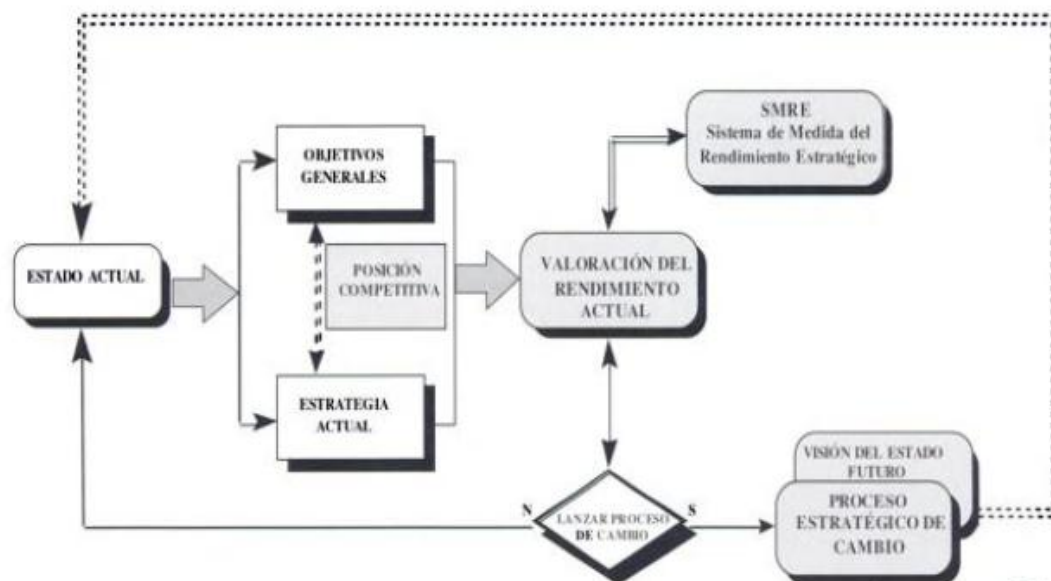 SMRE
Sistema de Medida del
Rendimiento Estratégico
OBJETIVOS
GENERALES
ESTADO ACTUAL
POSICIÓN
COMPETITIVA
VALORACIÓN DEL
RENDIMIENTO
ACTUAL
ESTRATEGIA
ACTUAL
VISIÓN DEL ESTADO
FUTURO
N
LANZAR PROCESO
DE CAMBIO
S
PROCESO
ESTRATÉGICO DE
CAMBIO